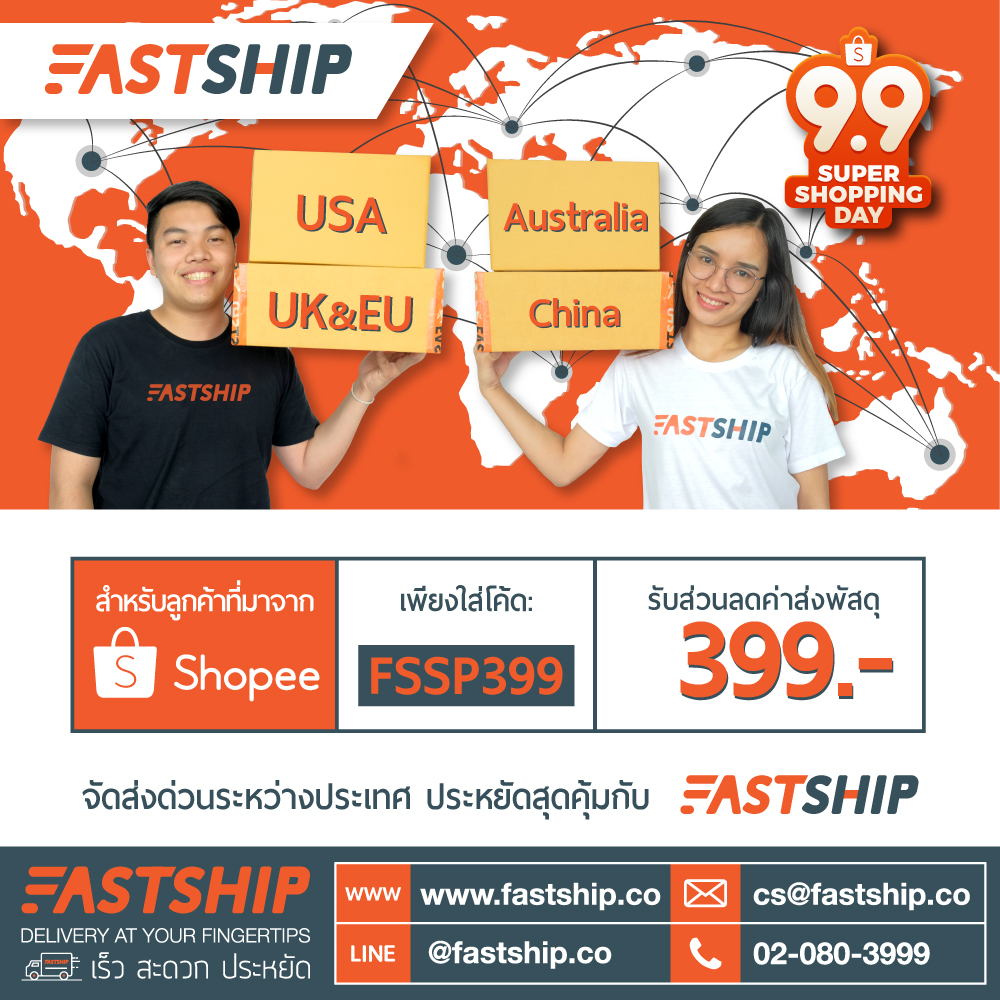 FASTSHIP
9.9
SUPER
SHOPPING
DAY
USA
Australia
UK&EU
China
FASTSHIP
FASTSHIP
สำหรับลูกค้าที่มาจาก
S Shopee
เพียงใส่โค้ด:
FSSP399
รับส่วนลดค่าส่งพัสดุ
399.-
จัดส่งด่วนระหว่างประเทศ ประหยัดสุดคุ้มกับ FASTSHIP
FASTSHIP
DELIVERY AT YOUR FINGERTIPS
FASTSHIP เร็ว สะดวก ประหยัด
www www.fastship.co
cs@fastship.co
LINE @fastship.co
02-080-3999